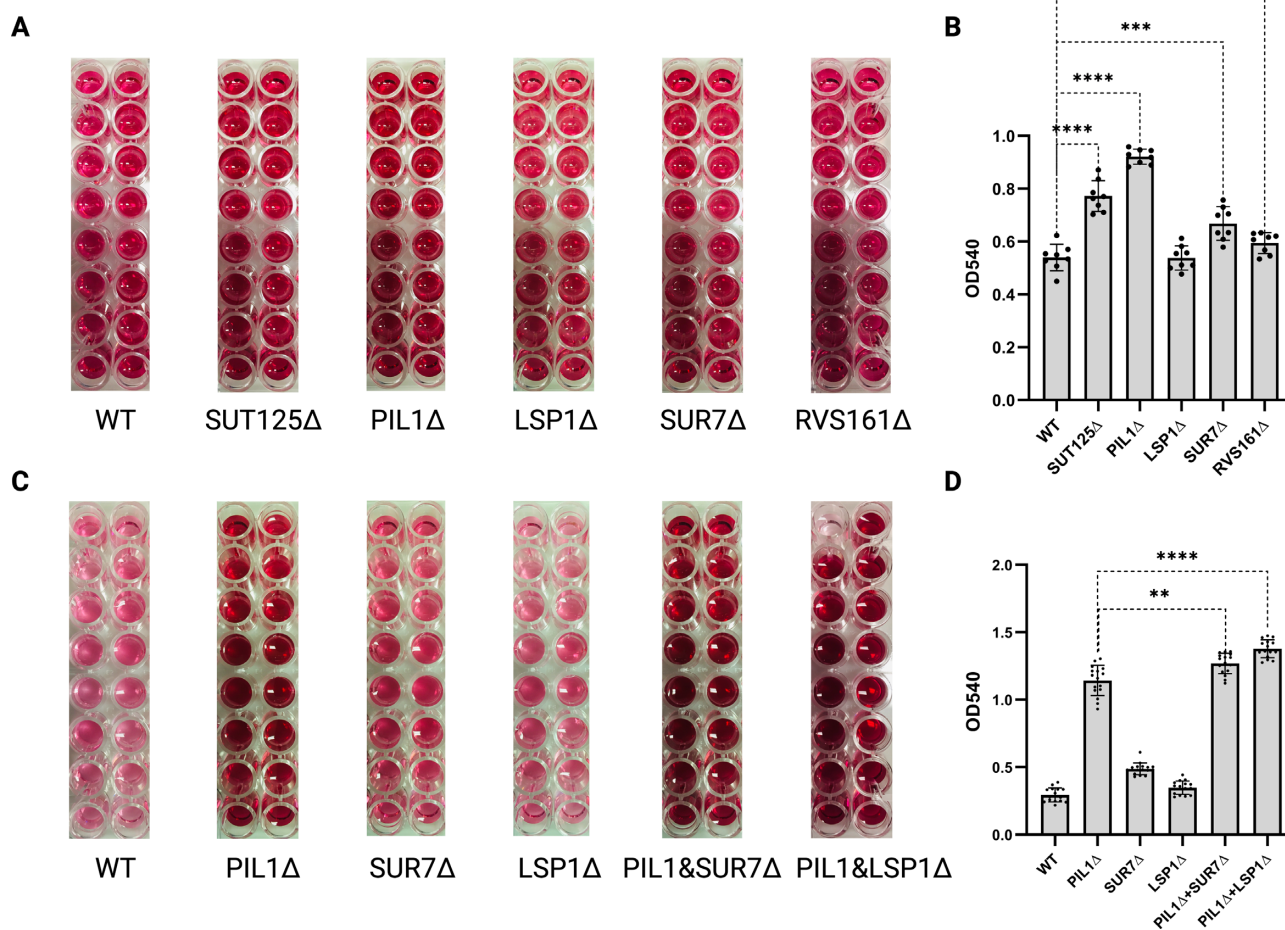 A
WT SUT125Δ PIL1Δ LSP1Δ SUR7Δ RVS161Δ
B
***
****
****
1.0
0.8
0.6
0.4
0.2
0.0
OD540
WT
SUT125Δ
PIL1Δ
LSP1Δ
SUR7Δ
RVS161Δ
C
WT PIL1Δ SUR7Δ LSP1Δ PIL1&SUR7Δ PIL1&LSP1Δ
D
****
**
2.0
1.5
1.0
0.5
0.0
OD540
WT
PIL1Δ
SUR7Δ
LSP1Δ
PIL1Δ+SUR7Δ
PIL1Δ+LSP1Δ